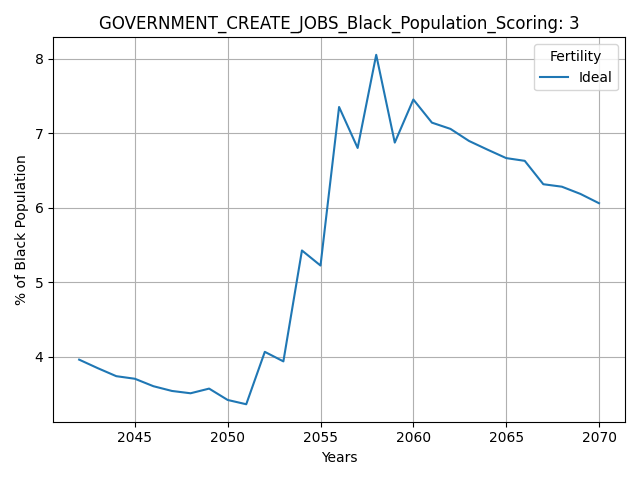 GOVERNMENT_CREATE_JOBS_Black_Population_Scoring: 3
Fertility
Ideal
% of Black Population
8
7
6
5
4
2045 2050 2055 2060 2065 2070
Years